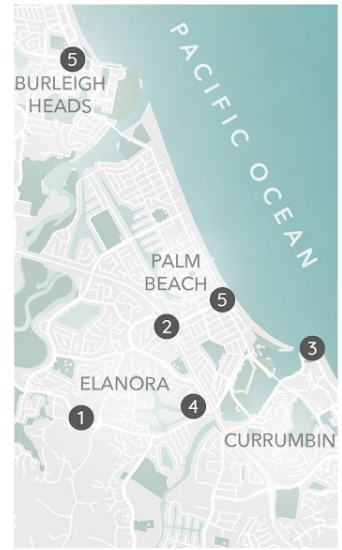 5
BURLEIGH
HEADS
PACIFIC OCEAN
PALM
BEACH
5
2
3
ELANORA
4
1
CURRUMBIN